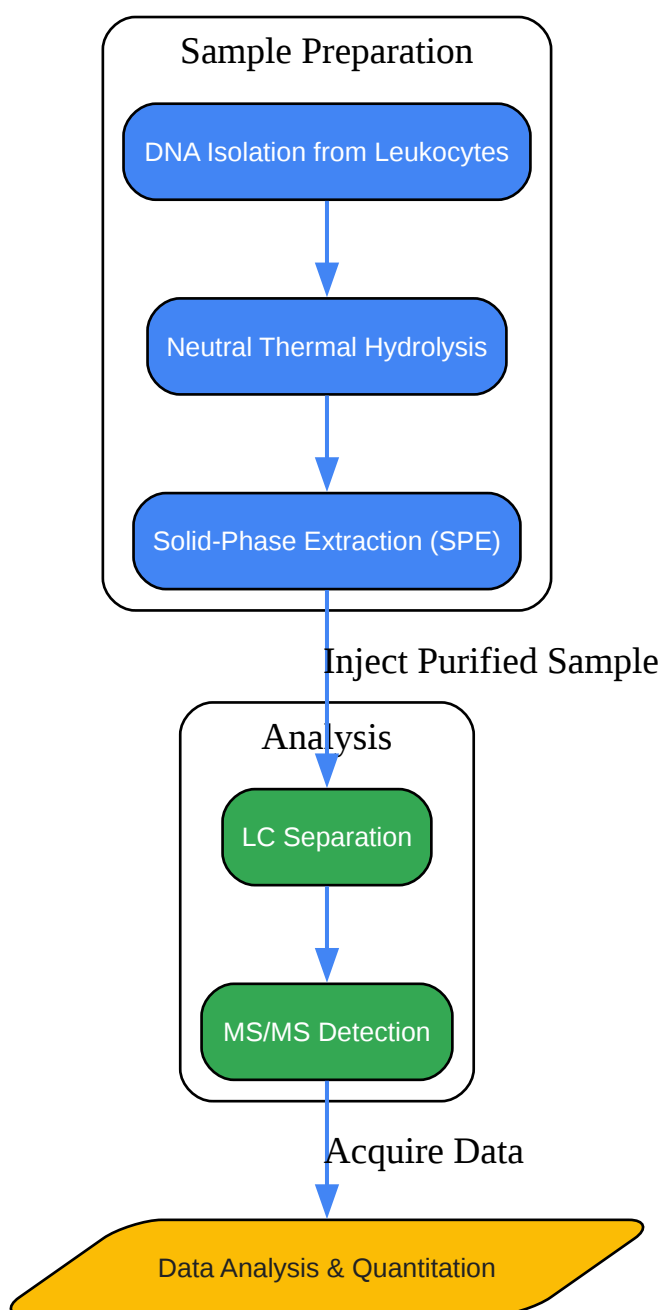 Sample Preparation
DNA Isolation from Leukocytes
Neutral Thermal Hydrolysis
Solid-Phase Extraction (SPE)
Inject Purified Sample
Analysis
LC Separation
MS/MS Detection
Acquire Data
Data Analysis & Quantitation